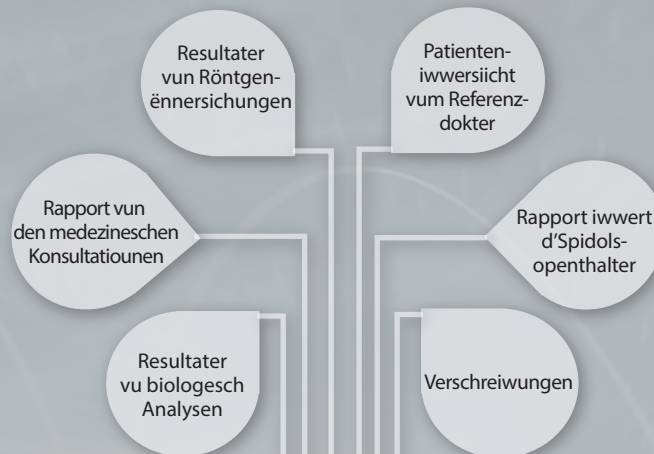 Resultater
vun Röntgen-
ënnersichungen
Patienten-
iwwersiicht
vum Referenz-
dokter
Rapport vun
den medezineschen
Konsultatiounen
Rapport iwwert
d'Spidols-
openthalter
Resultater
vu biologesch
Analysen
Verschreiwungen